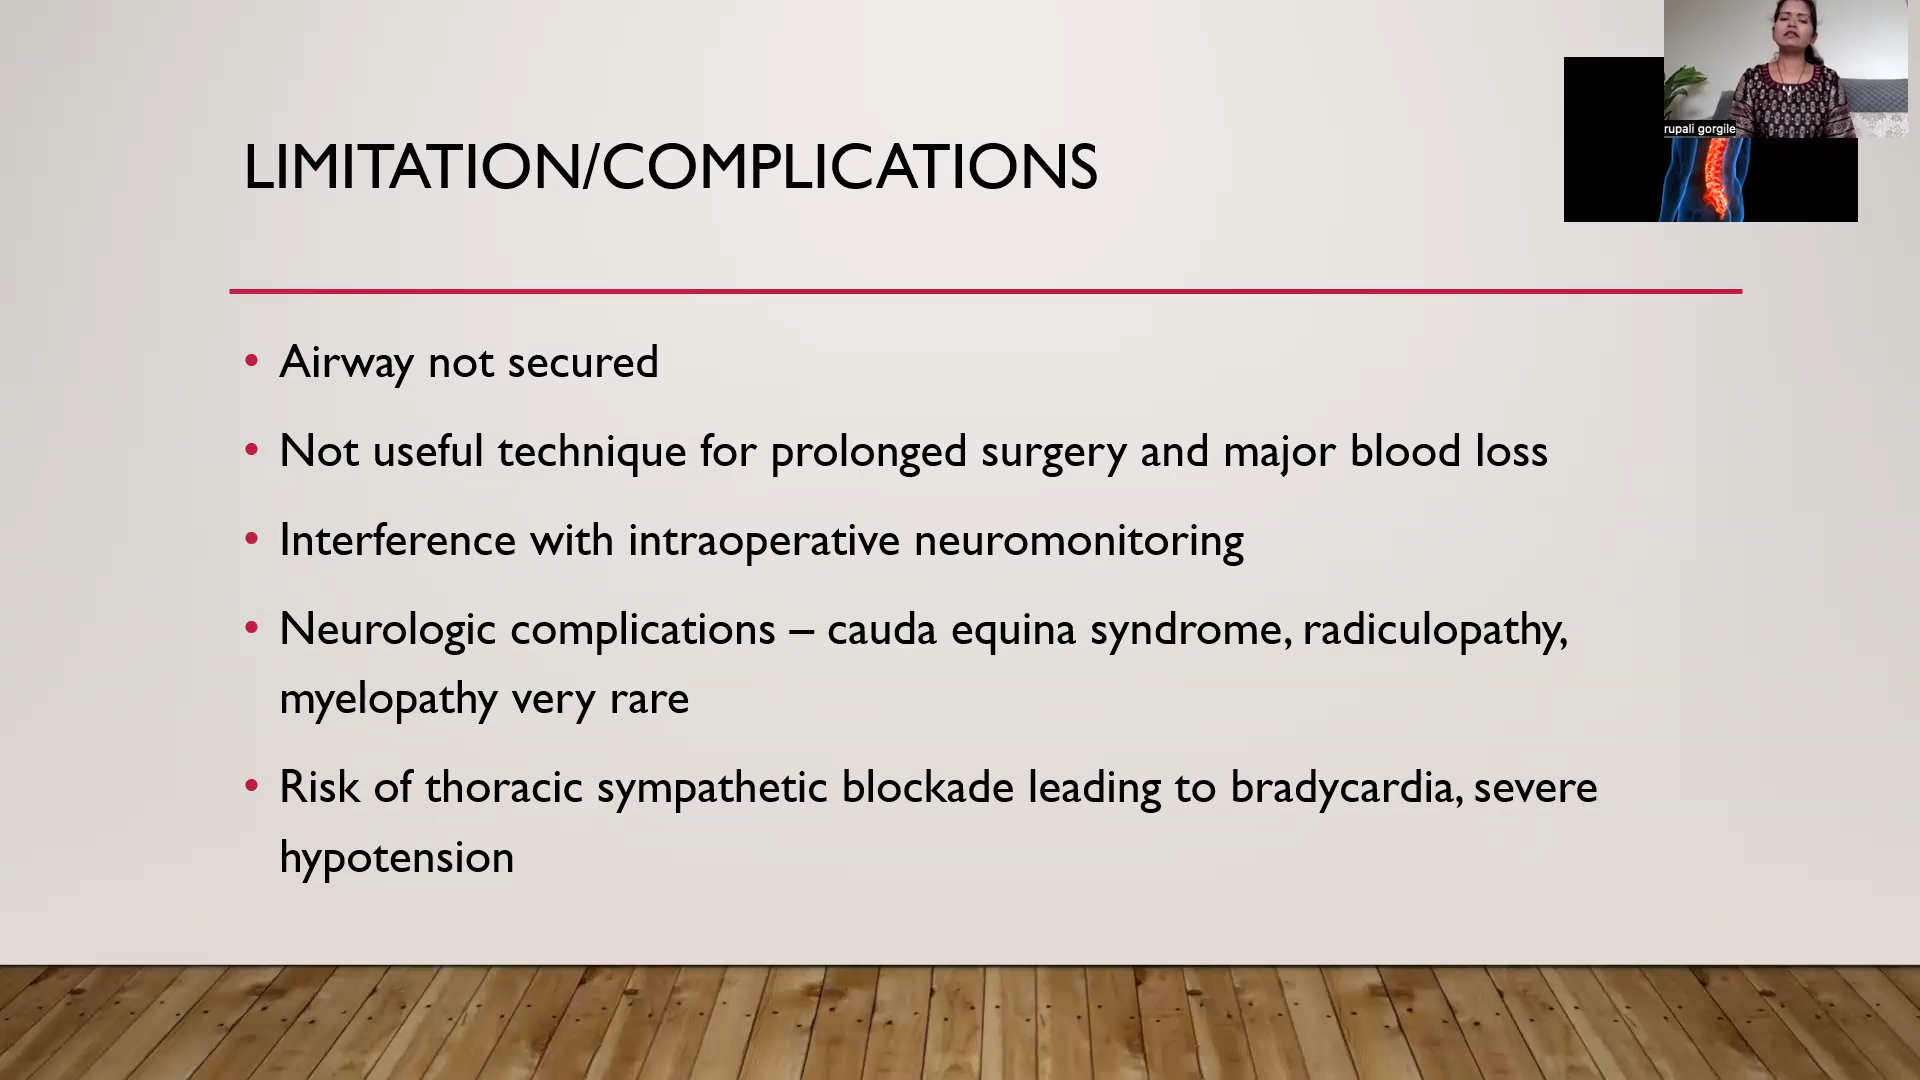 rupali gorgile
LIMITATION/COMPLICATIONS
• Airway not secured
• Not useful technique for prolonged surgery and major blood loss
• Interference with intraoperative neuromonitoring
• Neurologic complications – cauda equina syndrome, radiculopathy,
myelopathy very rare
• Risk of thoracic sympathetic blockade leading to bradycardia, severe
hypotension